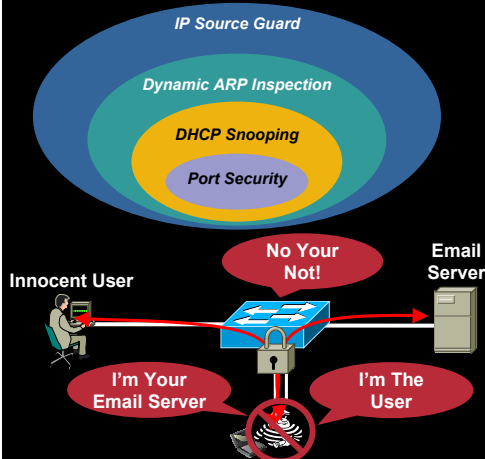 IP Source Guard
Dynamic ARP Inspection
DHCP Snooping
Port Security
No Your
Not!
Email
Server
Innocent User
I'm Your
Email Server
I'm The
User